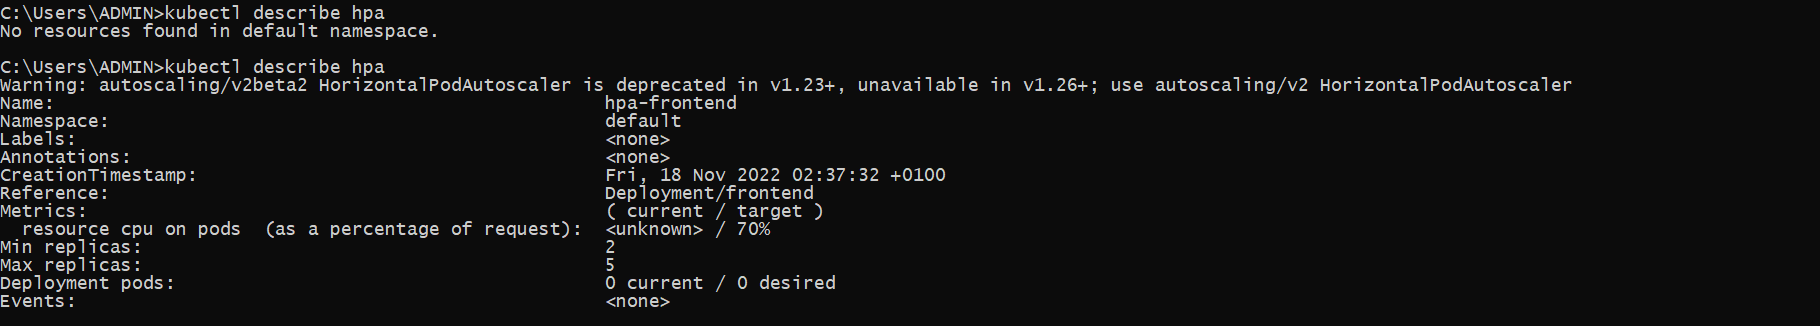 C:\Users\ADMIN>kubectl describe hpa
No resources found in default namespace.
C:\Users\ADMIN>kubectl describe hpa
Warning: autoscaling/v2beta2 HorizontalPodAutoscaler is deprecated in v1.23+, unavailable in v1.26+; use autoscaling/v2 HorizontalPodAutoscaler
Name: hpa-frontend
Namespace: default
Labels: <none>
Annotations: <none>
CreationTimestamp: Fri, 18 Nov 2022 02:37:32 +0100
Reference: Deployment/frontend
Metrics: ( current / target )
resource cpu on pods  (as a percentage of request): <unknown> / 70%
Min replicas: 2
Max replicas: 5
Deployment pods: 0 current / 0 desired
Events: <none>